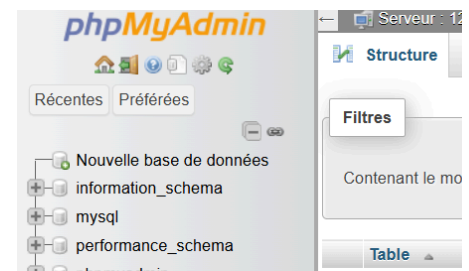 phpMyAdmin
Récentes Préférées
Nouvelle base de données
information_schema
mysql
performance_schema
Serveur : 12
Structure
Filtres
Contenant le mo
Table